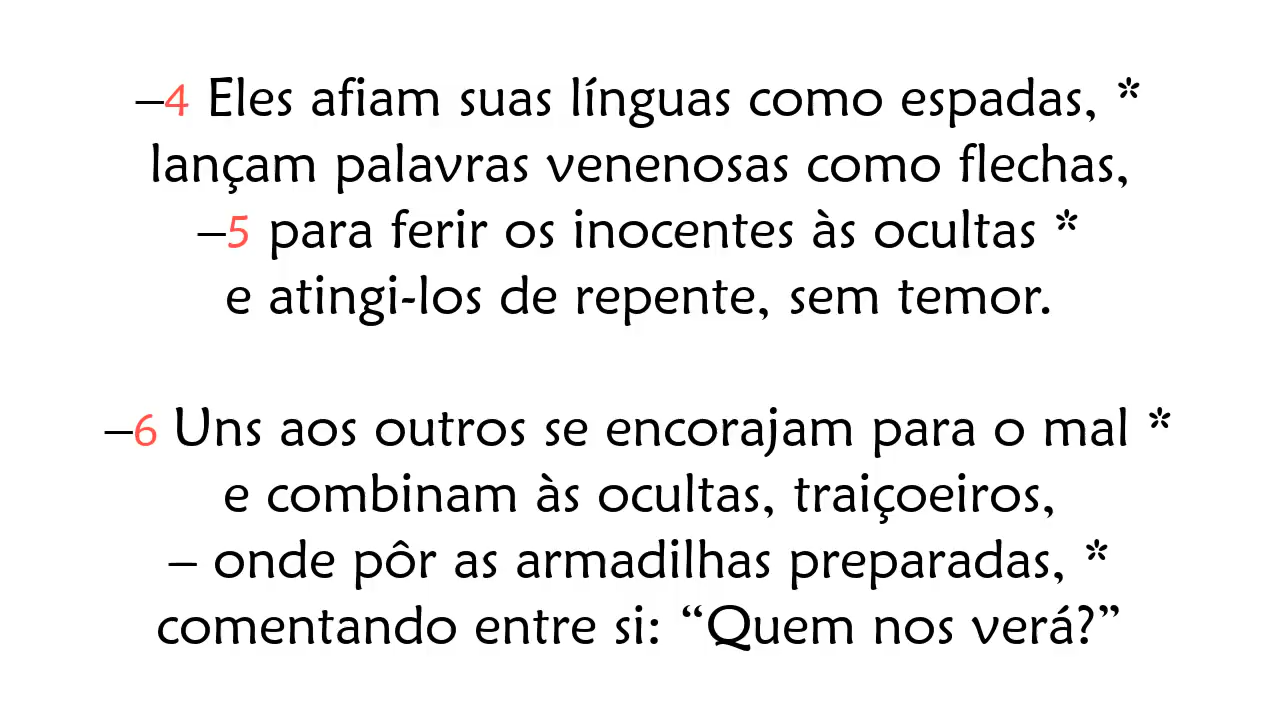 –4 Eles afiam suas línguas como espadas, *
lançam palavras venenosas como flechas,
–5 para ferir os inocentes às ocultas *
e atingi-los de repente, sem temor.
–6 Uns aos outros se encorajam para o mal *
e combinam às ocultas, traiçoeiros,
– onde pôr as armadilhas preparadas, *
comentando entre si: “Quem nos verá?”